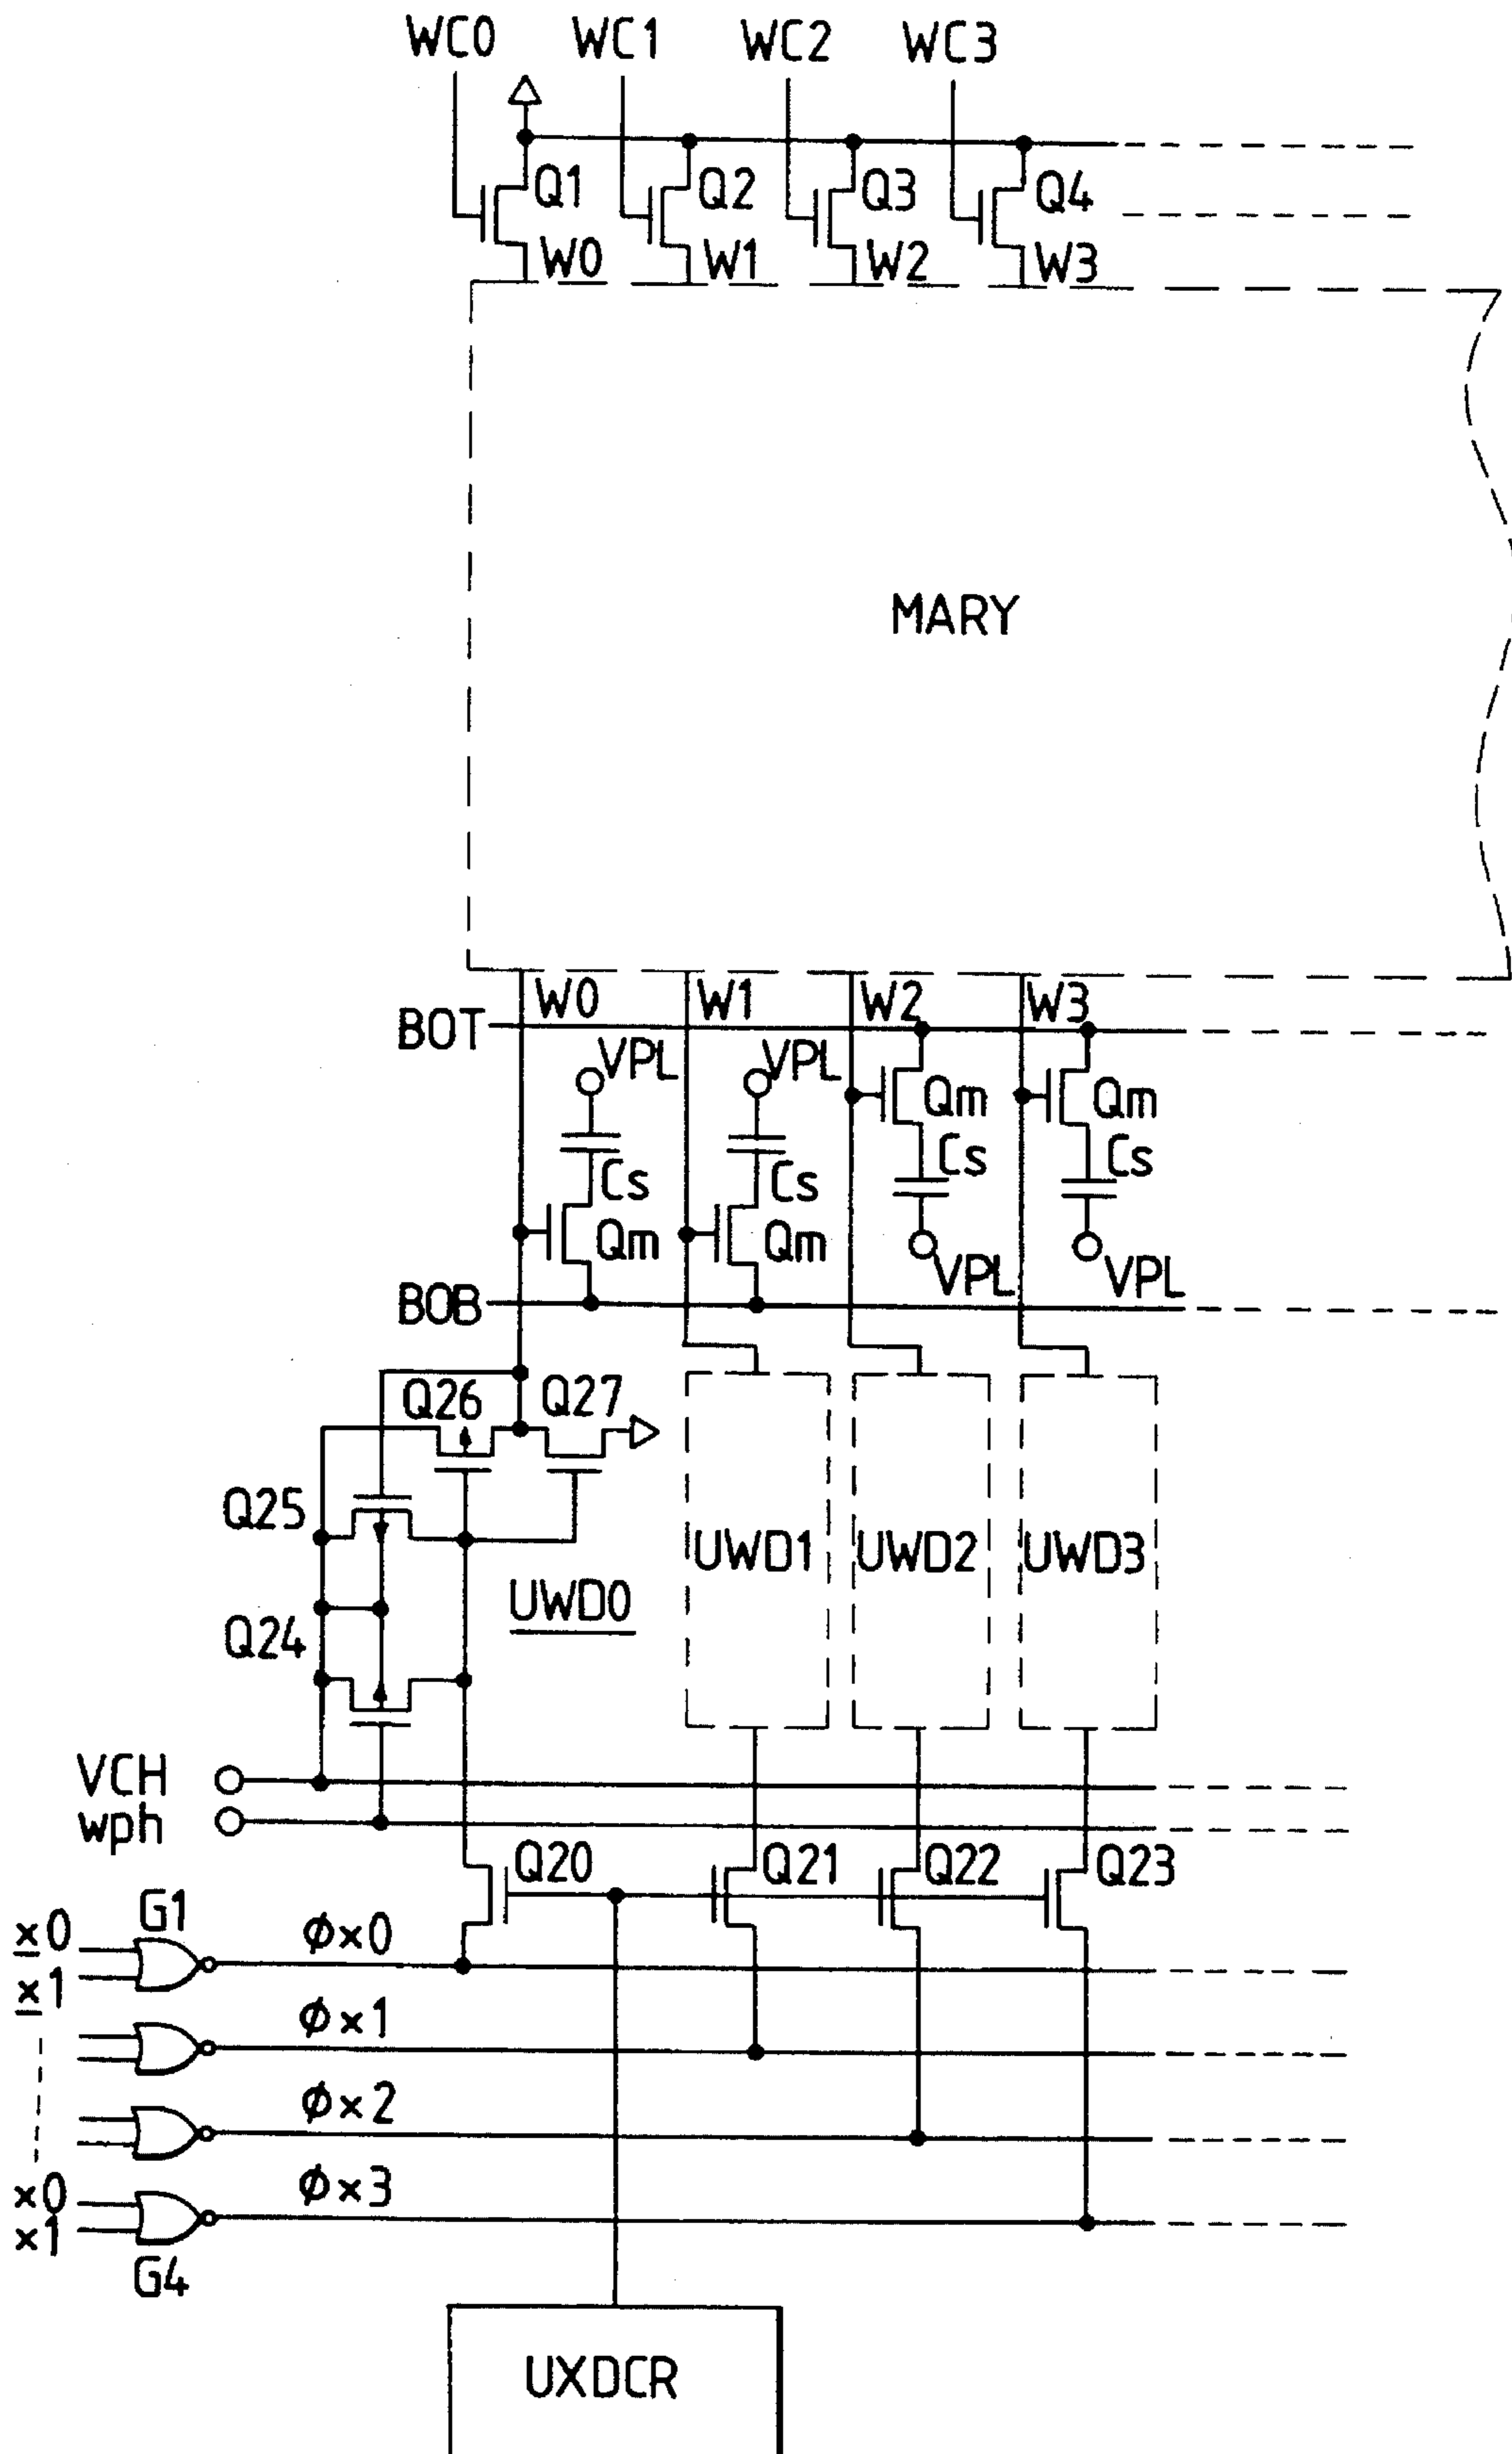 WC0 WC1 WC2 WC3
Q1 Q2 Q3 Q4
W0 W1 W2 W3
MARY
W0 W1 W2 W3
BOT
VPL VPL
Qm Qm
Cs Cs
Cs Cs
Qm Qm
VPL VPL
BOB
Q26 Q27
Q25
UWD1 UWD2 UWD3
UWD0
Q24
VCH
wph
Q20 Q21 Q22 Q23
G1
x0 φx0
x1
φx1
φx2
x0 φx3
x1
G4
UXDCR